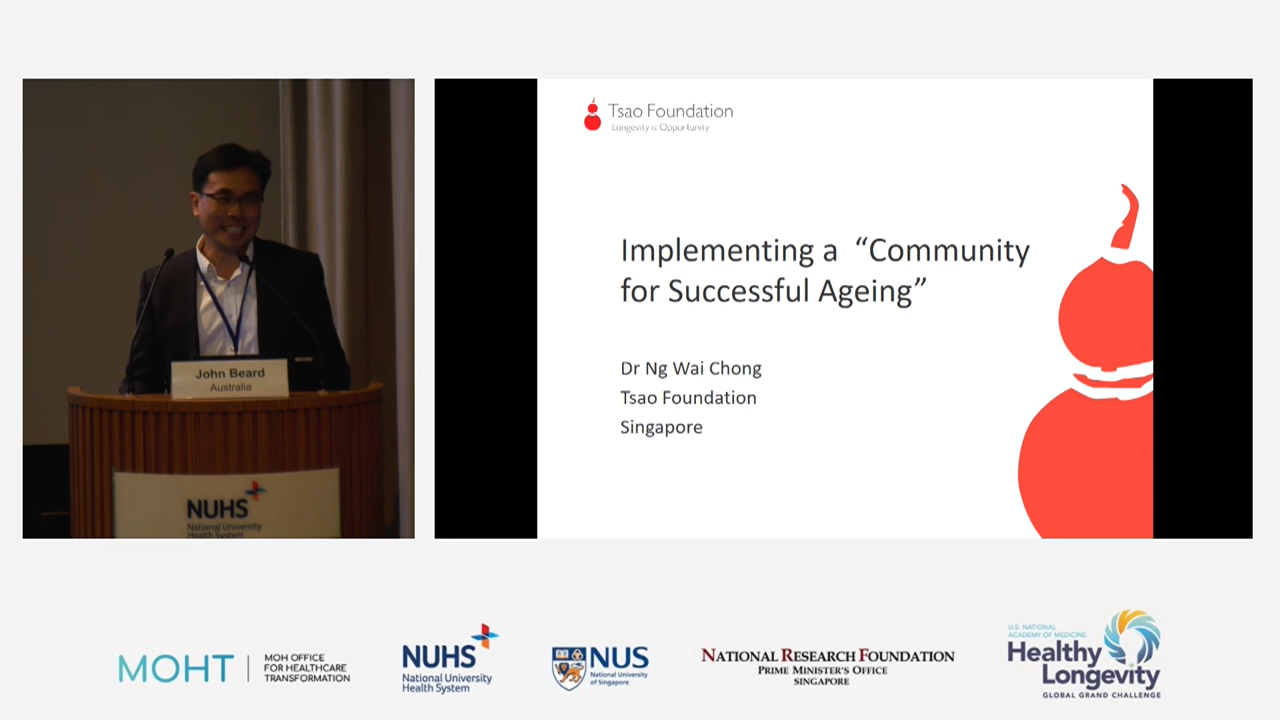 John Beard
Australia
NUHS
National University
Health System
Tsao Foundation
Longevity is Opportunity
Implementing a “Community
for Successful Ageing”
Dr Ng Wai Chong
Tsao Foundation
Singapore
MOHT
MOH OFFICE
FOR HEALTHCARE
TRANSFORMATION
NUHS
National University
Health System
NUS
National University
of Singapore
NATIONAL RESEARCH FOUNDATION
PRIME MINISTER'S OFFICE
SINGAPORE
U.S. NATIONAL
ACADEMY OF MEDICINE
Healthy
Longevity
GLOBAL GRAND CHALLENGE